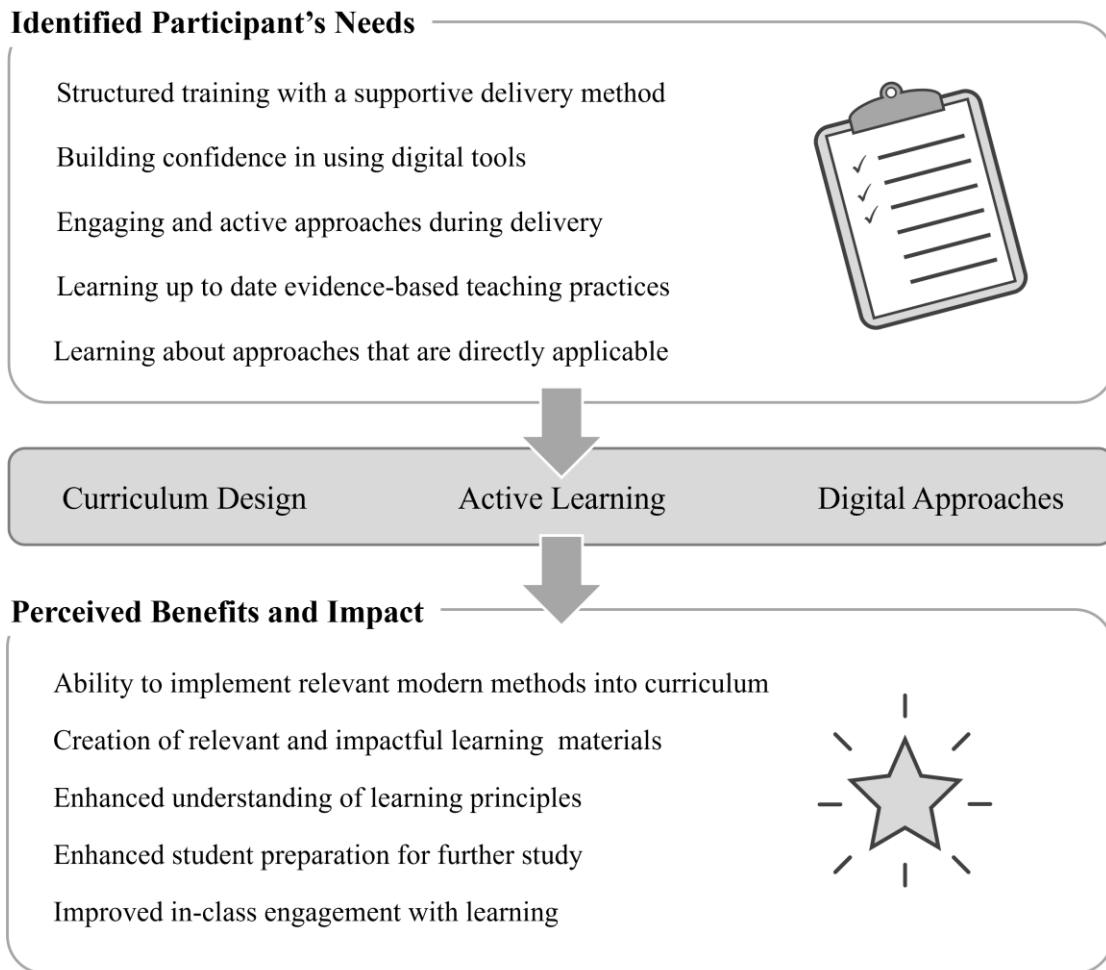 Identified Participant’s Needs
Structured training with a supportive delivery method
Building confidence in using digital tools
Engaging and active approaches during delivery
Learning up to date evidence-based teaching practices
Learning about approaches that are directly applicable
Curriculum Design
Active Learning
Digital Approaches
Perceived Benefits and Impact
Ability to implement relevant modern methods into curriculum
Creation of relevant and impactful learning  materials
Enhanced understanding of learning principles
Enhanced student preparation for further study
Improved in-class engagement with learning